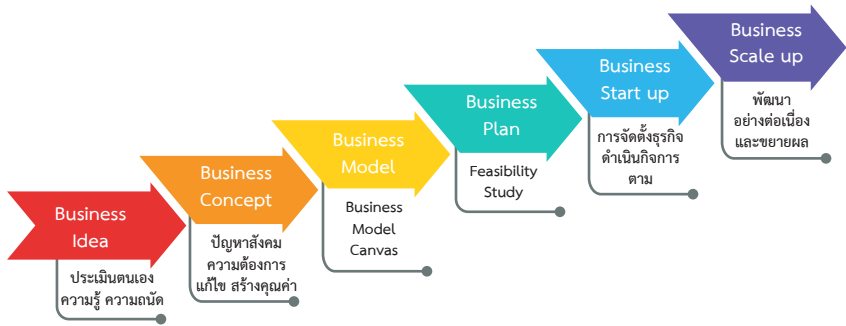 Business
Idea
ประเมินตนเอง
ความรู้ ความถนัด
Business
Concept
ปัญหาสังคม
ความต้องการ
แก้ไข สร้างคุณค่า
Business
Model
Business
Model
Canvas
Business
Plan
Feasibility
Study
Business
Start up
การจัดตั้งธุรกิจ
ดำเนินกิจการ
ตาม
Business
Scale up
พัฒนา
อย่างต่อเนื่อง
และขยายผล